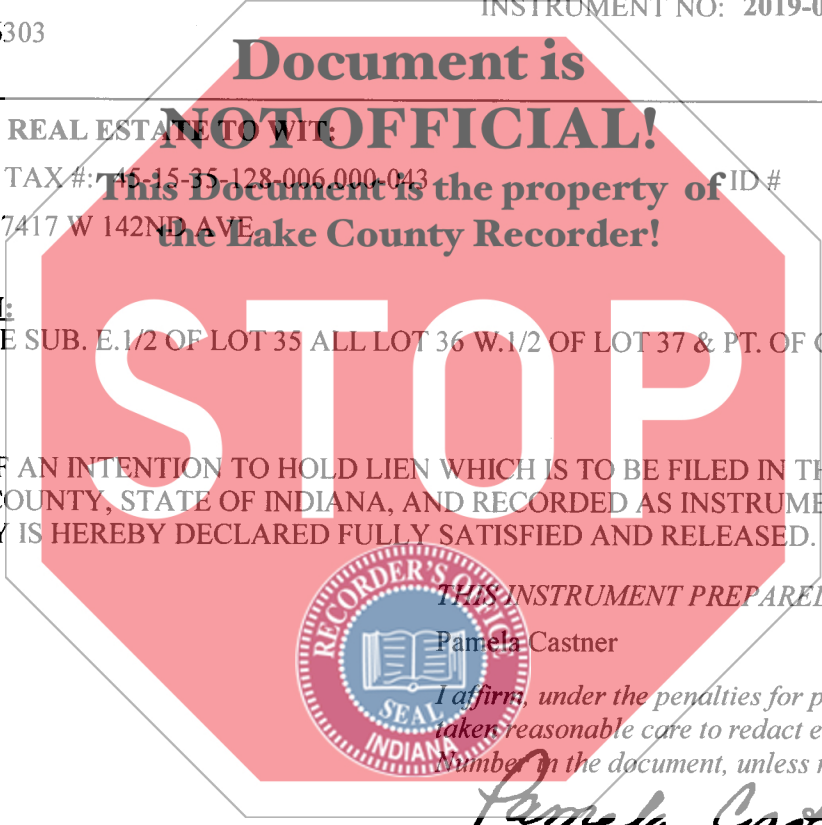 INSTRUMENT NO: 2019-0
303
Document is
NOT OFFICIAL!
REAL ESTATE TO WIT:
TAX #: 45-15-35-128-006.000-043 ID #
This Document is the property of
7417 W 142ND AVE
the Lake County Recorder!
STOP
E SUB. E.1/2 OF LOT 35 ALL LOT 36 W.1/2 OF LOT 37 & PT. OF
F AN INTENTION TO HOLD LIEN WHICH IS TO BE FILED IN TH
COUNTY, STATE OF INDIANA, AND RECORDED AS INSTRUME
Y IS HEREBY DECLARED FULLY SATISFIED AND RELEASED.
RECORDER'S OFFICE
SEAL
INDIANA
THIS INSTRUMENT PREPARED
Pamela Castner
I affirm, under the penalties for p
taken reasonable care to redact e
Number in the document, unless r
Pamela Cast